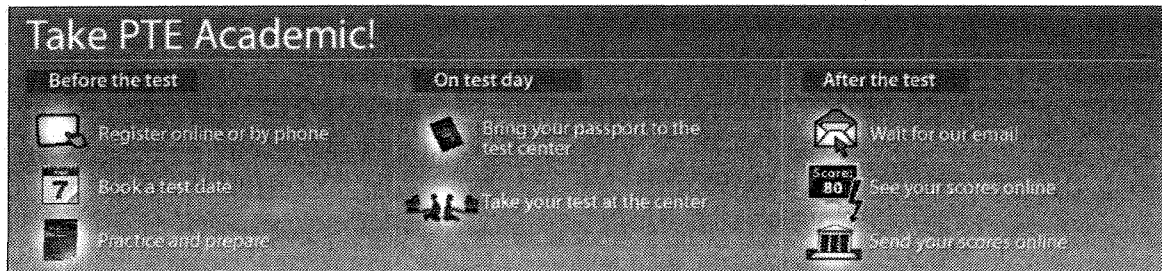 Take PTE Academic!
Before the test
Register online or by phone
7
Book a test date
Practice and prepare
On test day
Bring your passport to the
test center
Take your test at the center
After the test
Wait for our email
Score:
80
See your scores online
Send your scores online